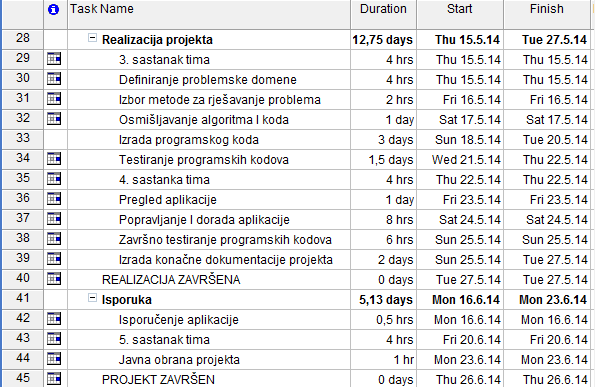 Task Name Duration Start Finish
28 Realizacija projekta 12,75 days Thu 15.5.14 Tue 27.5.14
29 3. sastanak tima 4 hrs Thu 15.5.14 Thu 15.5.14
30 Definiranje problemske domene 4 hrs Thu 15.5.14 Thu 15.5.14
31 Izbor metode za rješavanje problema 2 hrs Fri 16.5.14 Fri 16.5.14
32 Osmišljavanje algoritma I koda 1 day Sat 17.5.14 Sat 17.5.14
33 Izrada programskog koda 3 days Sun 18.5.14 Tue 20.5.14
34 Testiranje programskih kodova 1,5 days Wed 21.5.14 Thu 22.5.14
35 4. sastanka tima 4 hrs Thu 22.5.14 Thu 22.5.14
36 Pregled aplikacije 1 day Fri 23.5.14 Fri 23.5.14
37 Popravljanje I dorada aplikacije 8 hrs Sat 24.5.14 Sat 24.5.14
38 Završno testiranje programskih kodova 6 hrs Sun 25.5.14 Sun 25.5.14
39 Izrada konačne dokumentacije projekta 2 days Sun 25.5.14 Tue 27.5.14
40 REALIZACIJA ZAVRŠENA 0 days Tue 27.5.14 Tue 27.5.14
41 Isporuka 5,13 days Mon 16.6.14 Mon 23.6.14
42 Isporučenje aplikacije 0,5 hrs Mon 16.6.14 Mon 16.6.14
43 5. sastanak tima 4 hrs Fri 20.6.14 Fri 20.6.14
44 Javna obrana projekta 1 hr Mon 23.6.14 Mon 23.6.14
45 PROJEKT ZAVRŠEN 0 days Thu 26.6.14 Thu 26.6.14